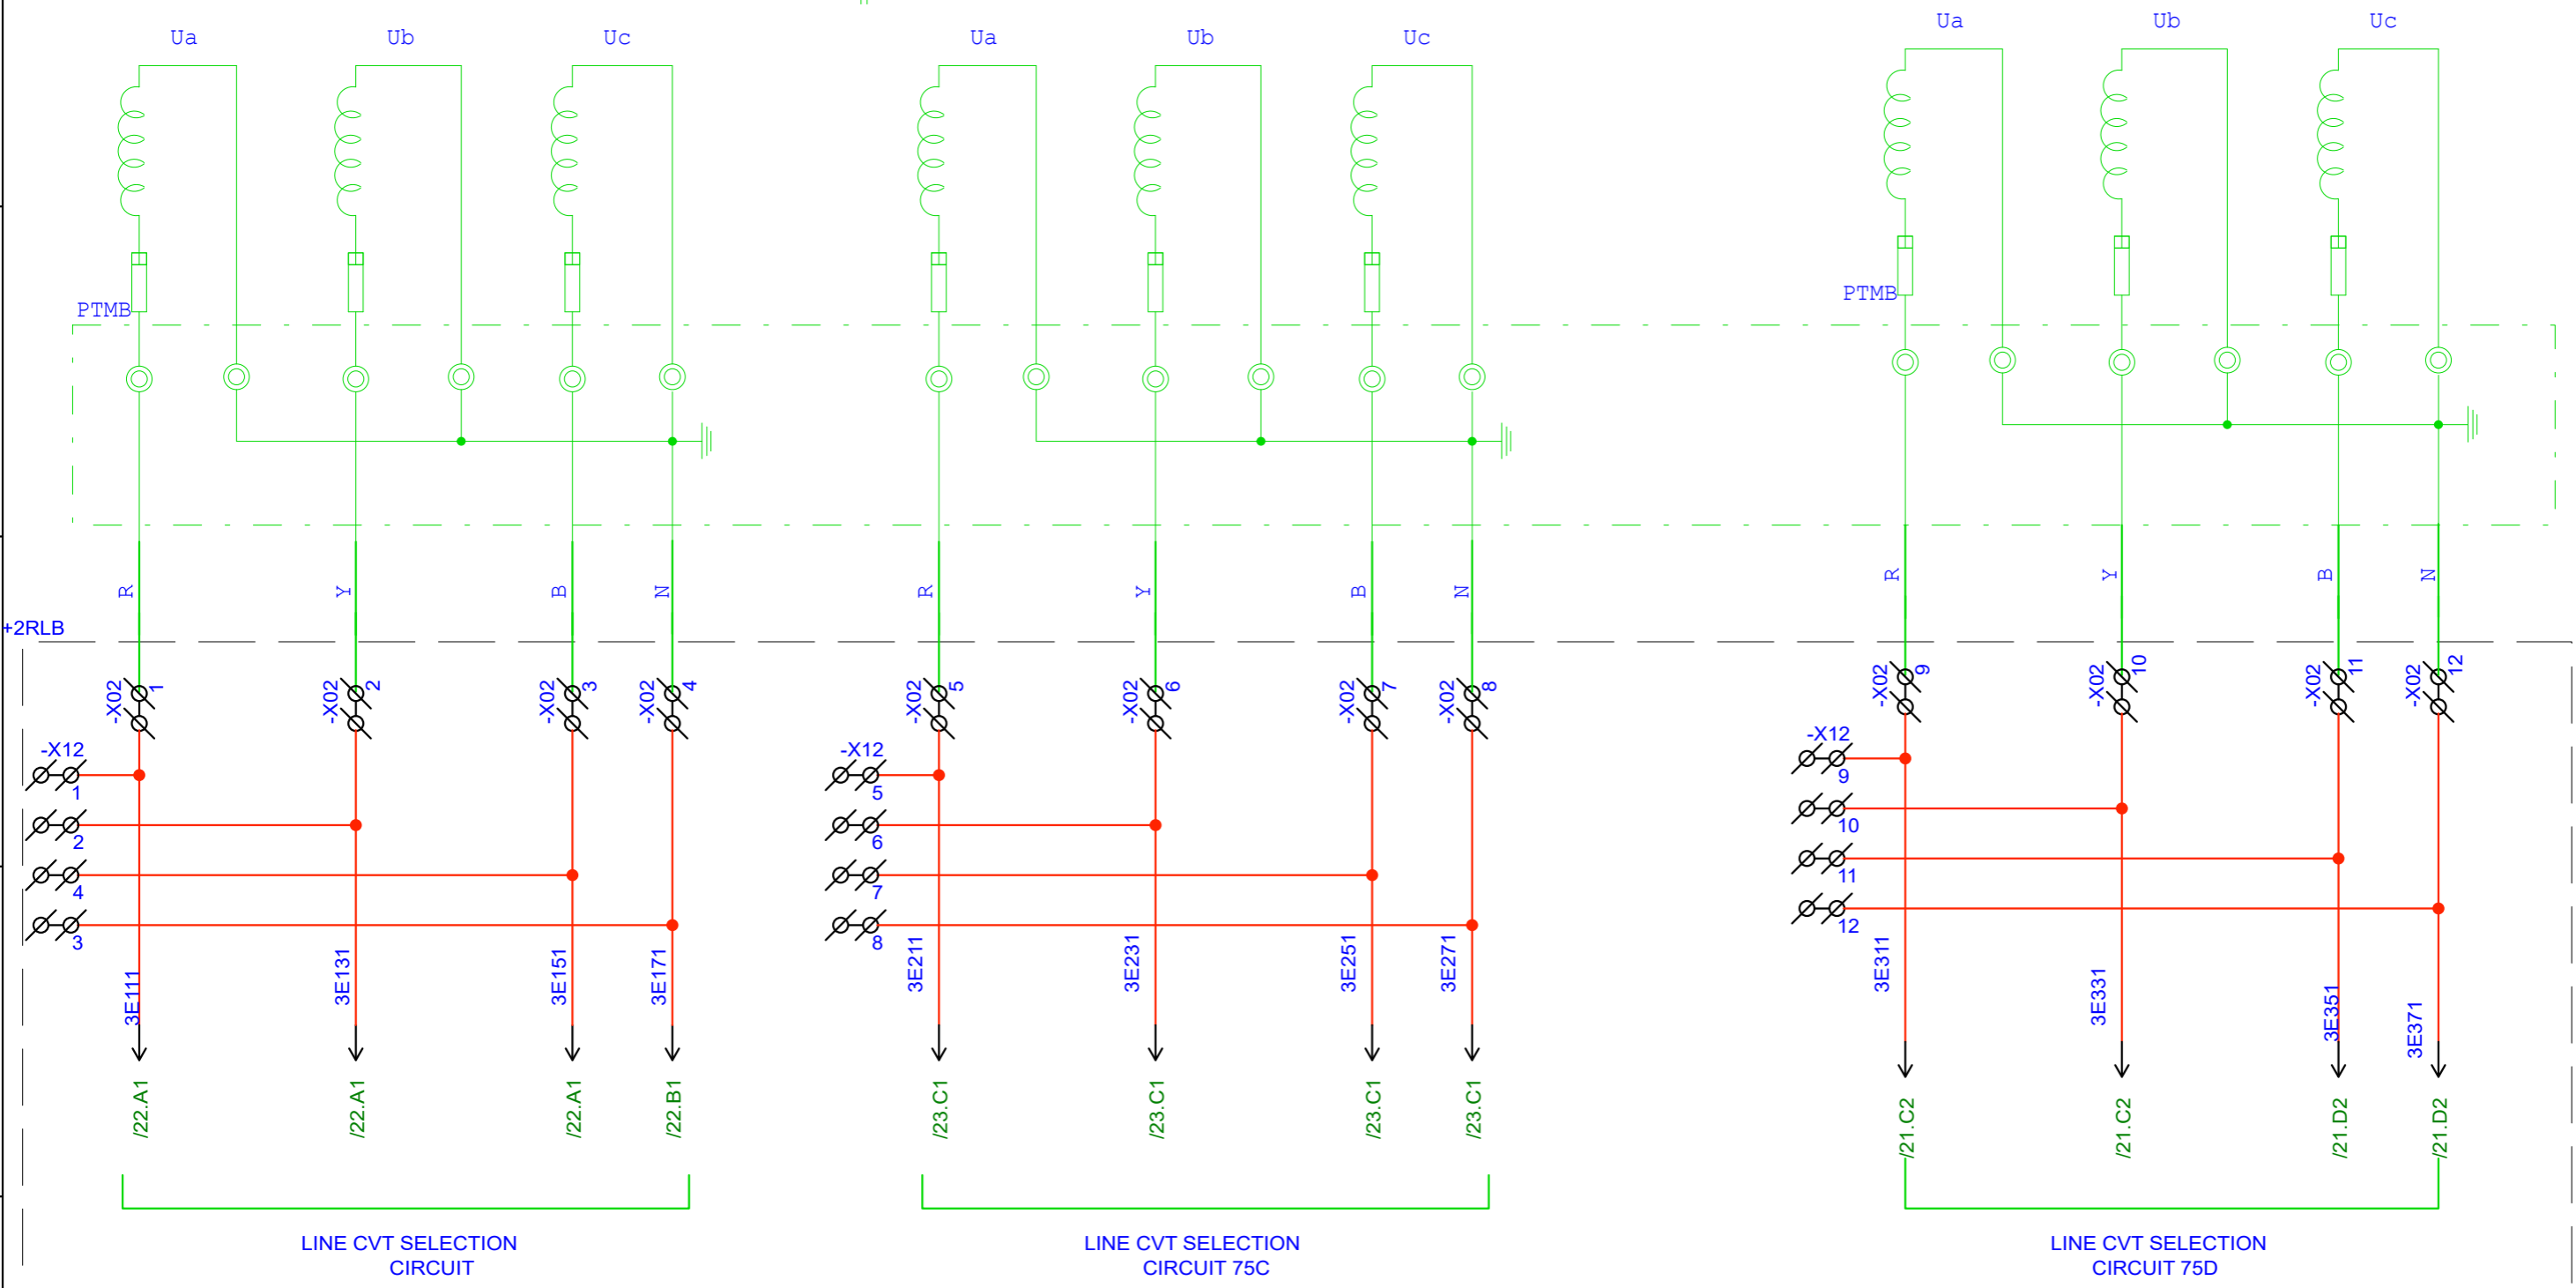 Ua Ub Uc Ua Ub Uc Ua Ub Uc
PTMB PTMB
R Y B N R Y B N R Y B N
+2RLB
-X02 1 -X02 2 -X02 3 -X02 4 -X02 5 -X02 6 -X02 7 -X02 8 -X02 9 -X02 10 -X02 11 -X02 12
-X12 -X12 -X12
1 5 9
2 6 10
4 7 11
3 8 12
3E111 3E131 3E151 3E171 3E211 3E231 3E251 3E271 3E311 3E331 3E351 3E371
/22.A1 /22.A1 /22.A1 /22.B1 /23.C1 /23.C1 /23.C1 /23.C1 /21.C2 /21.C2 /21.D2 /21.D2
LINE CVT SELECTION
CIRCUIT
LINE CVT SELECTION
CIRCUIT 75C
LINE CVT SELECTION
CIRCUIT 75D